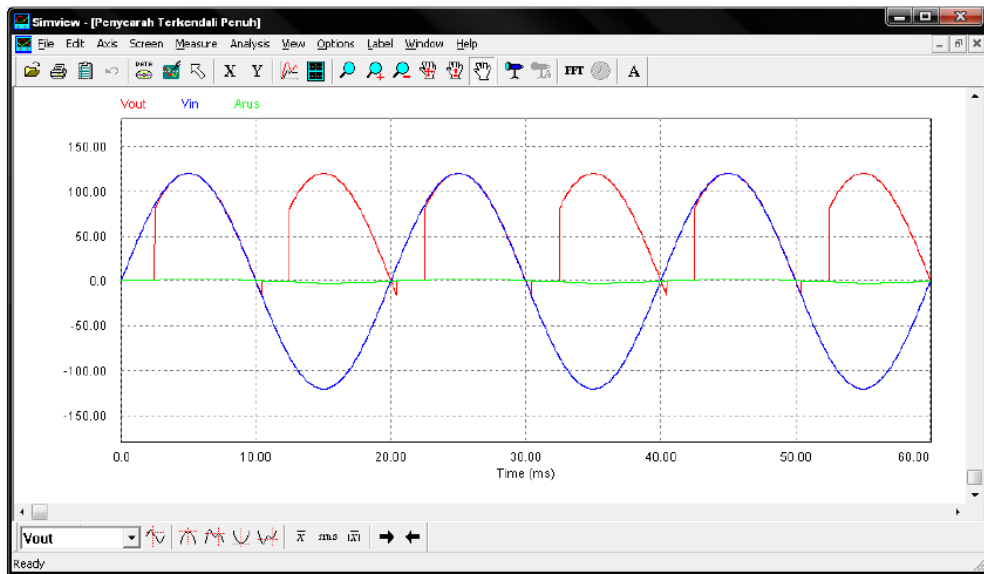 Simview - [Penyearah Terkendali Penuh]
File Edit Axis Screen Measure Analysis View Options Label Window Help
DATA X Y TA FFT A
Vout Vin Arus
150.00
100.00
50.00
0.0
-50.00
-100.00
-150.00
0.0 10.00 20.00 30.00 40.00 50.00 60.00
Time (ms)
Vout x rms |x|
Ready